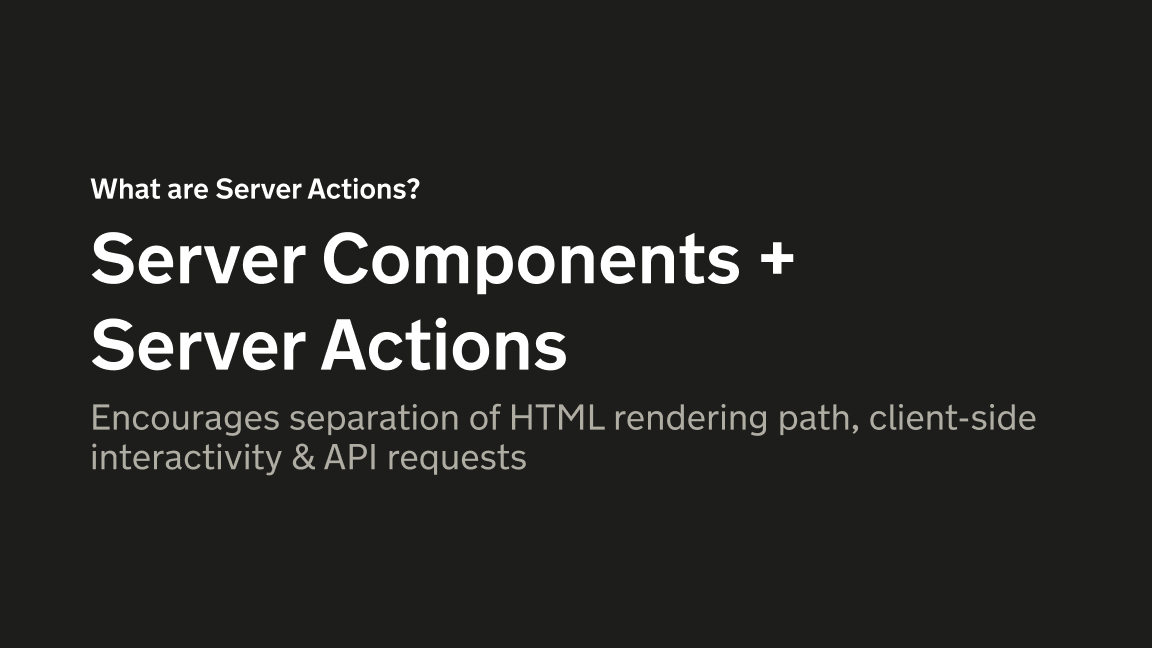 What are Server Actions?
Server Components +
Server Actions
Encourages separation of HTML rendering path, client-side
interactivity & API requests